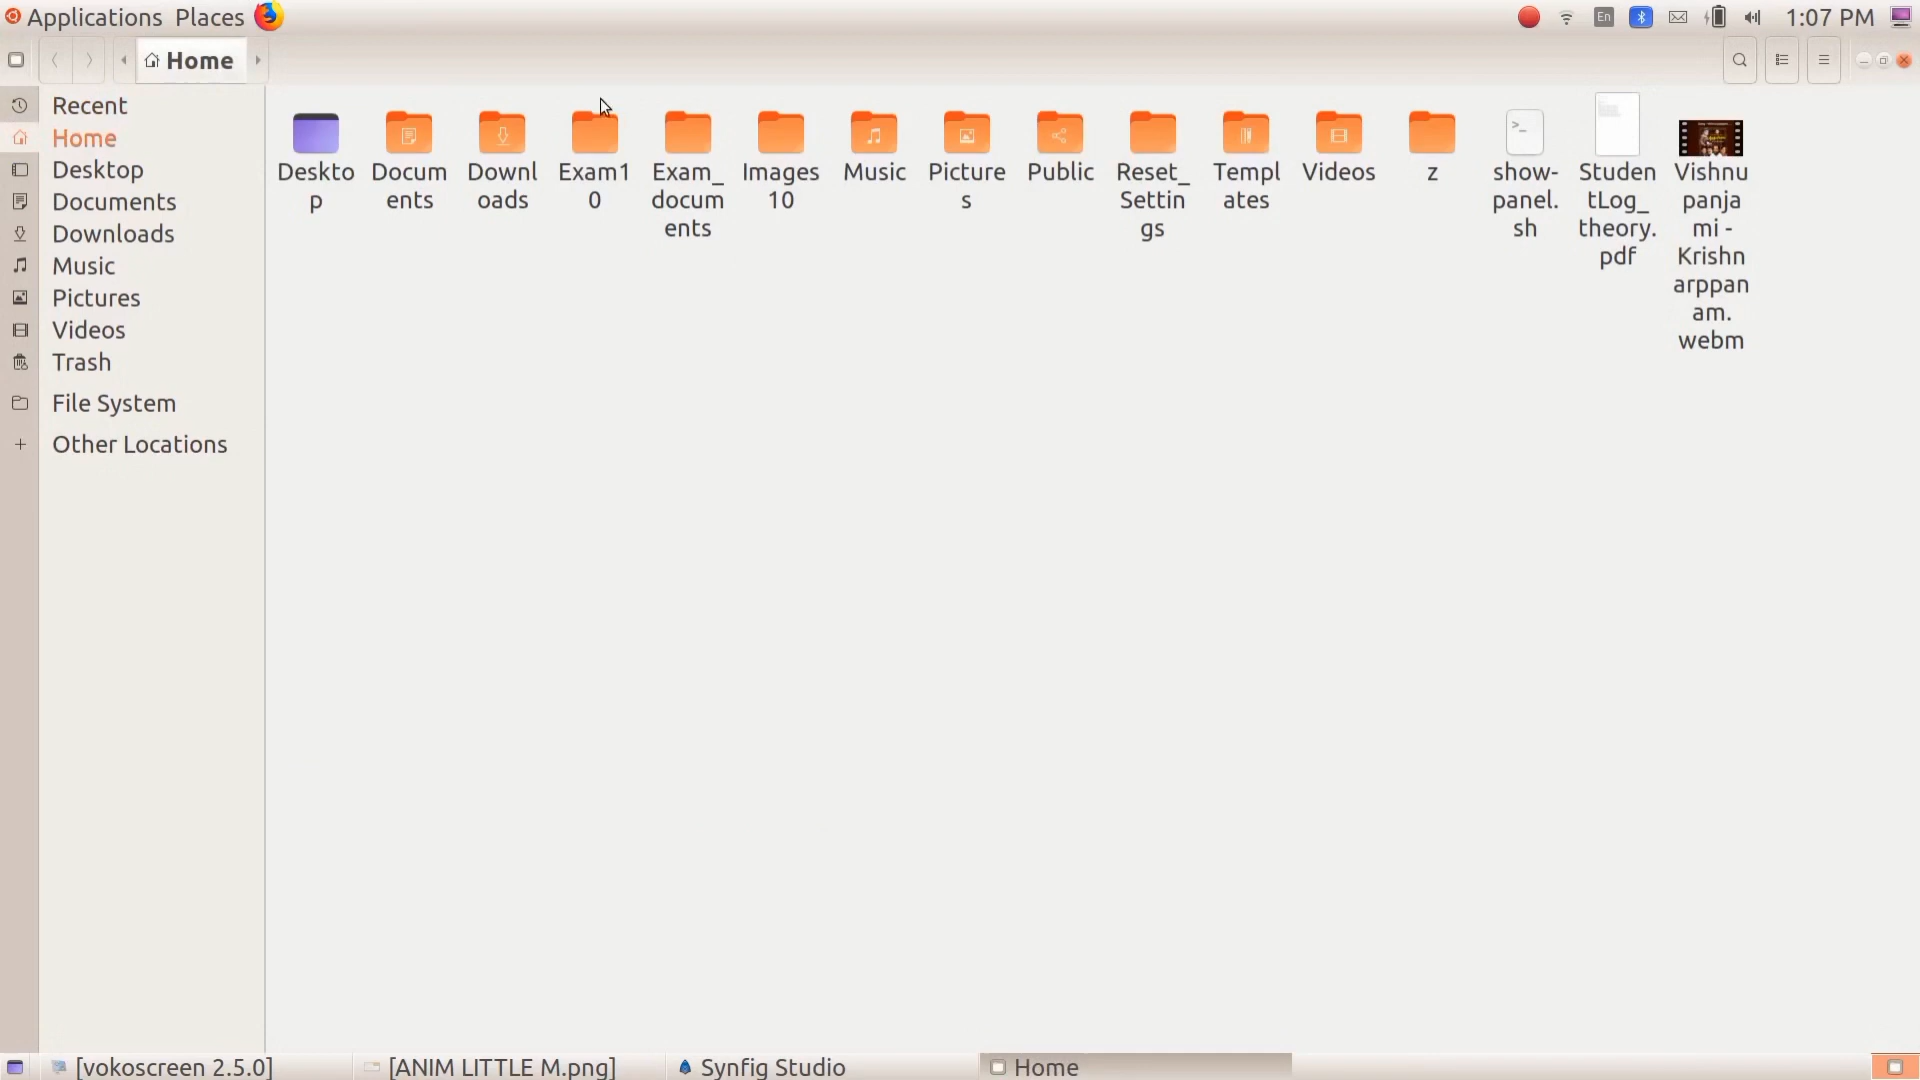 Applications Places En 1:07 PM
Home
Recent
Home
Desktop
Documents
Downloads
Music
Pictures
Videos
Trash
File System
Other Locations
Deskto
p
Docum
ents
Downl
oads
Exam1
0
Exam_
docum
ents
Images
10
Music
Picture
s
Public
Reset_
Settin
gs
Templ
ates
Videos
z
show-
panel.
sh
Studen
tLog_
theory.
pdf
Vishnu
panja
mi -
Krishn
arppan
am.
webm
[vokoscreen 2.5.0] [ANIM LITTLE M.png] Synfig Studio Home